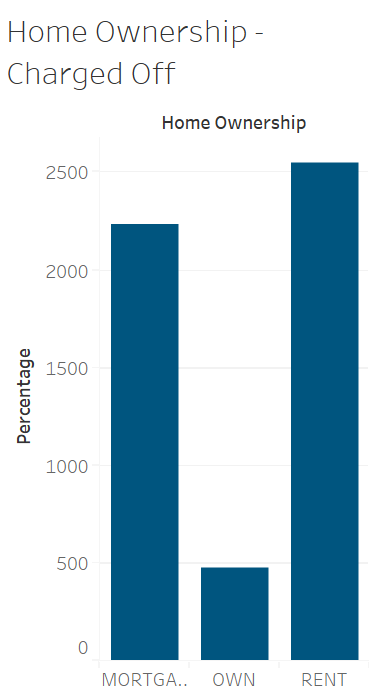 Home Ownership -
Charged Off
Home Ownership
2500
2000
1500
1000
500
0
Percentage
MORTGA.. OWN RENT